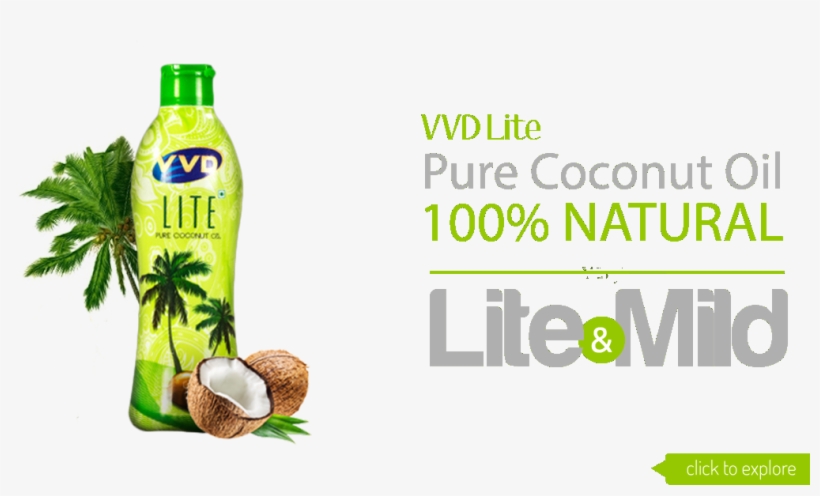 VVD
LITE
PURE COCONUT OIL
VVD Lite
Pure Coconut Oil
100% NATURAL
Lite & Mild
click to explore